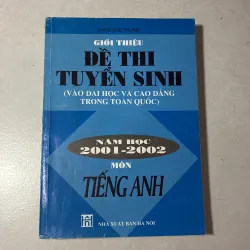 GIỚI THIỆU
ĐỀ THI
TUYỂN SINH
(VÀO ĐẠI HỌC VÀ CAO ĐẲNG
TRONG TOÀN QUỐC)
NĂM HỌC
2001-2002
MÔN
TIẾNG ANH
NHÀ XUẤT BẢN HÀ NỘI